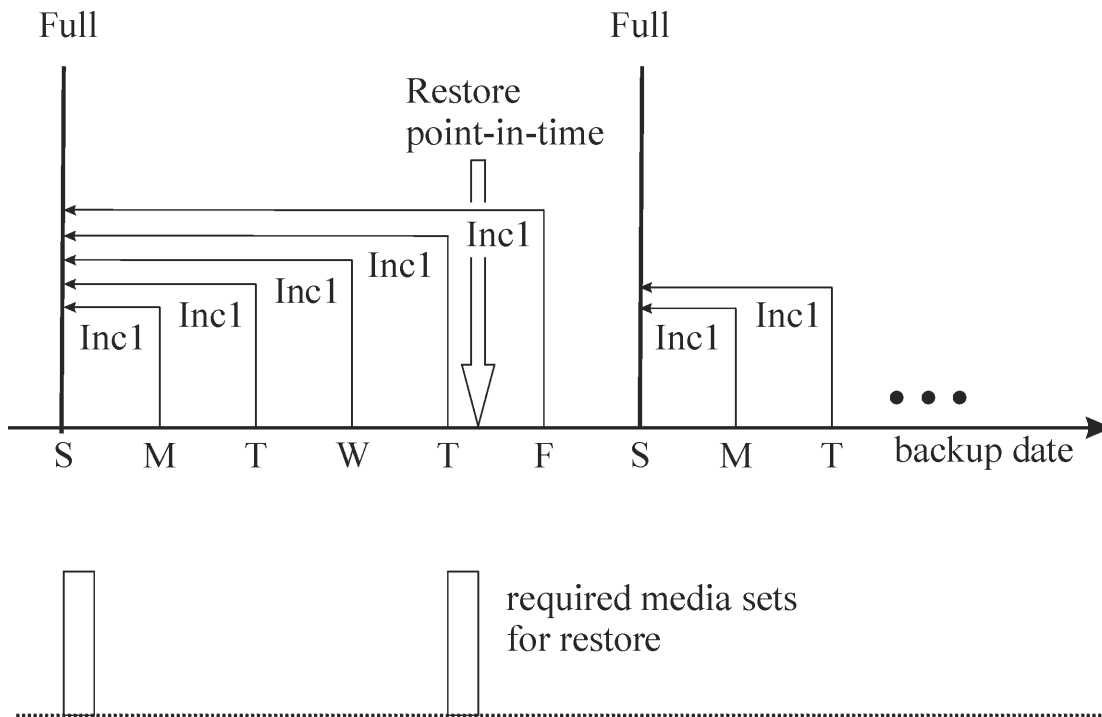 Full
Full
Restore
point-in-time
Inc1
Inc1
Inc1
Inc1
Inc1
Inc1
Inc1
S M T W T F S M T backup date
required media sets
for restore